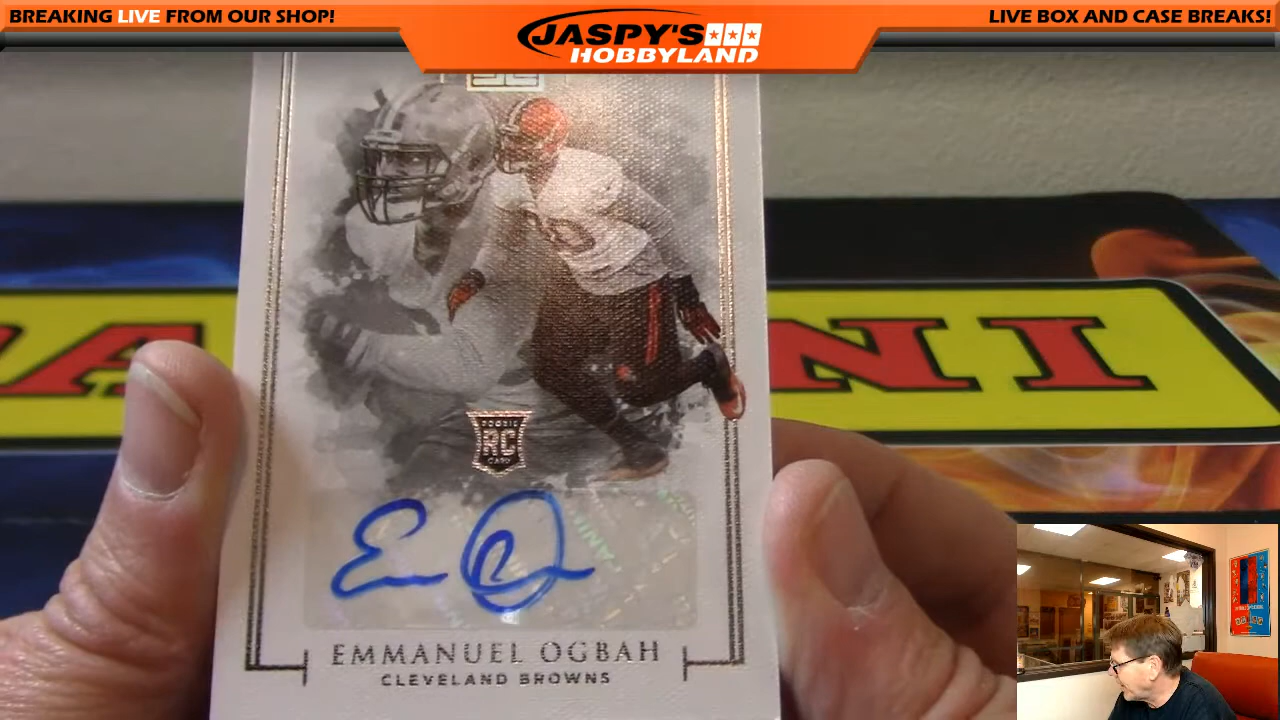 BREAKING LIVE FROM OUR SHOP!
JASPY'S
HOBBYLAND
LIVE BOX AND CASE BREAKS!
NI
ROOKIE
RC
CARD
EMMANUEL OGBAH
CLEVELAND BROWNS